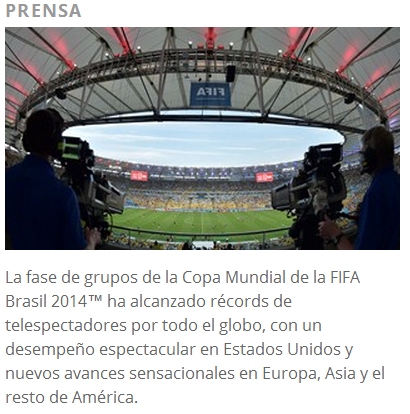 PRENSA
FIFA
La fase de grupos de la Copa Mundial de la FIFA
Brasil 2014™ ha alcanzado récords de
telespectadores por todo el globo, con un
desempeño espectacular en Estados Unidos y
nuevos avances sensacionales en Europa, Asia y el
resto de América.